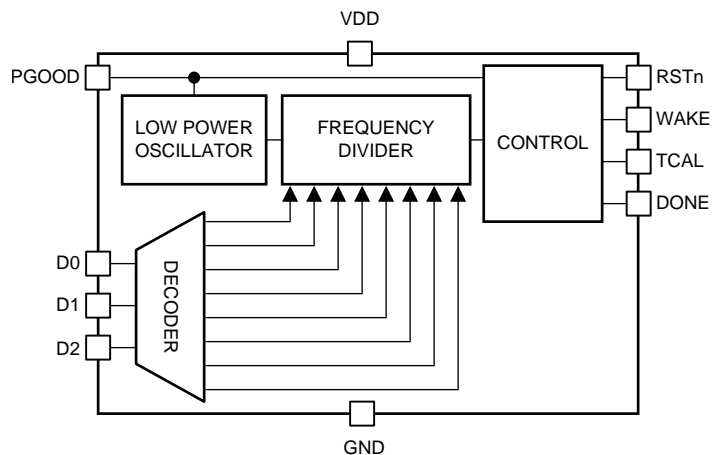 VDD
PGOOD
RSTn
LOW POWER
OSCILLATOR
FREQUENCY
DIVIDER
CONTROL
WAKE
TCAL
DONE
D0
D1
D2
DECODER
GND